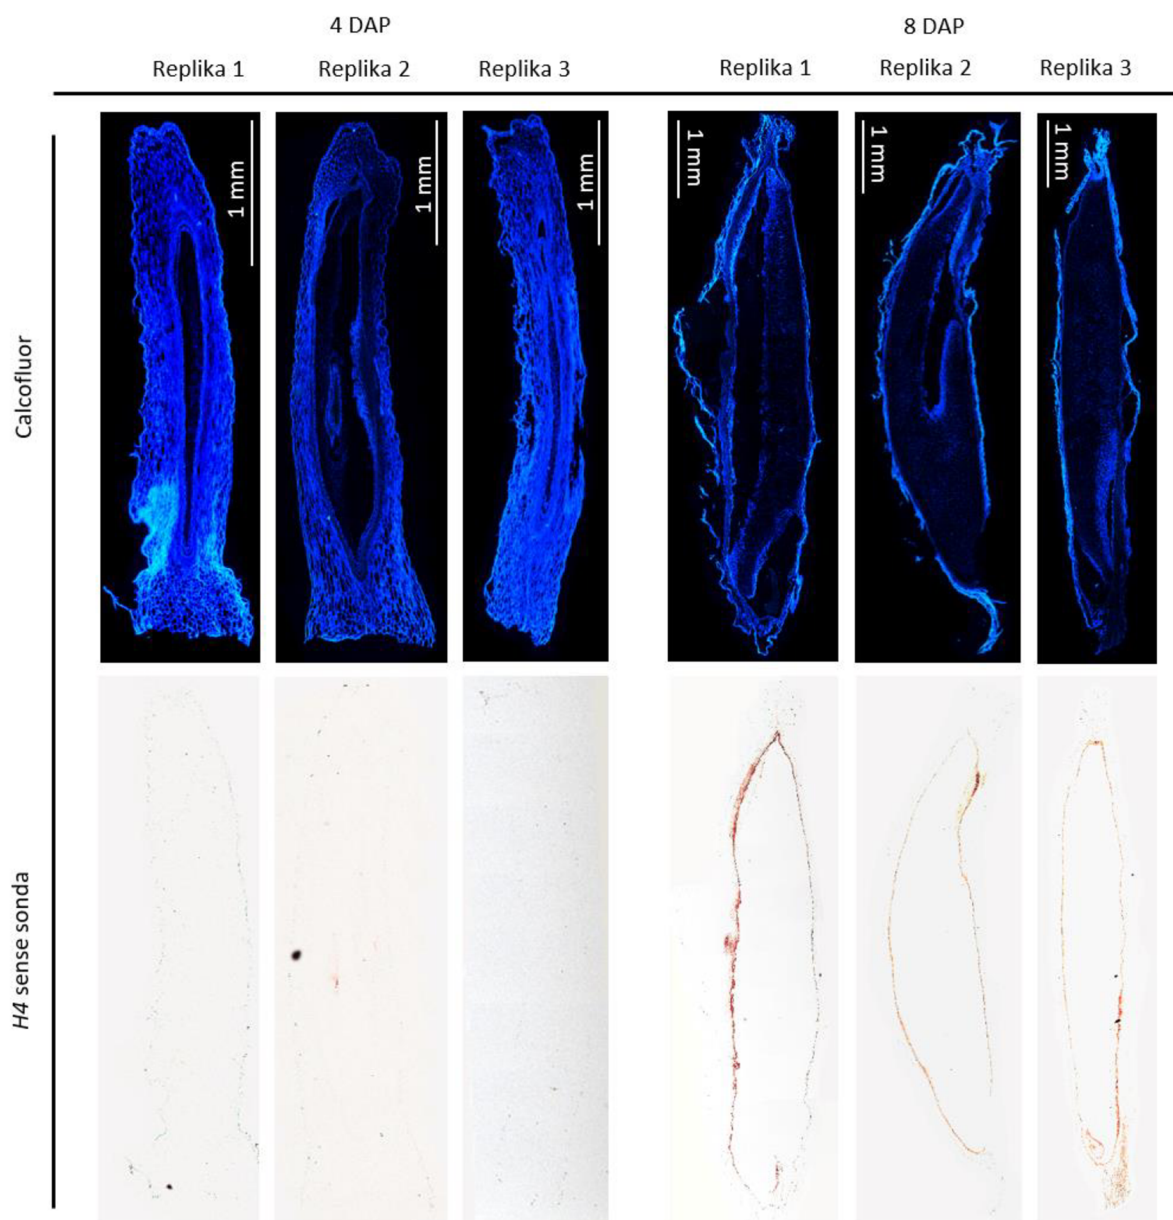 4 DAP
8 DAP
Replika 1
Replika 2
Replika 3
Replika 1
Replika 2
Replika 3
Calcofluor
1 mm
1 mm
1 mm
1 mm
1 mm
1 mm
H4 sense sonda